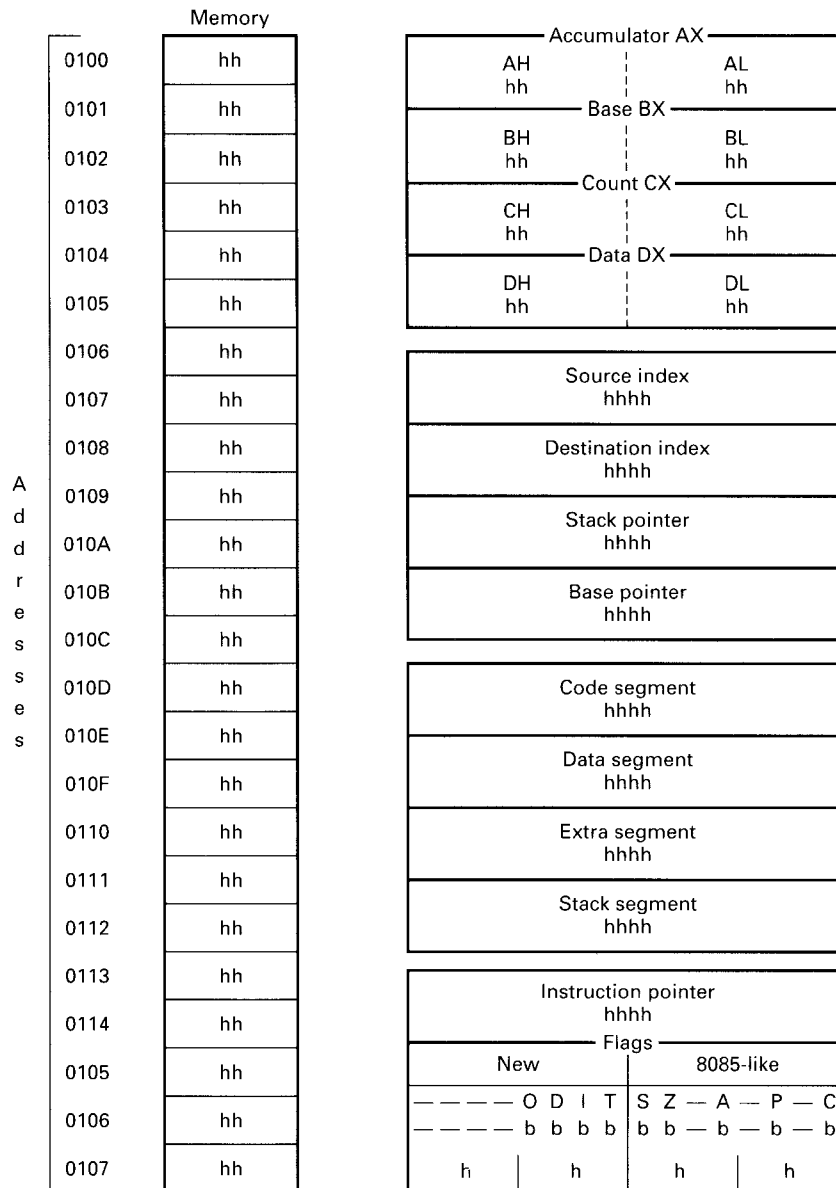 Memory
0100 hh
0101 hh
0102 hh
0103 hh
0104 hh
0105 hh
0106 hh
0107 hh
0108 hh
0109 hh
010A hh
010B hh
010C hh
010D hh
010E hh
010F hh
0110 hh
0111 hh
0112 hh
0113 hh
0114 hh
0105 hh
0106 hh
0107 hh
Addresses
Accumulator AX
AH AL
hh hh
Base BX
BH BL
hh hh
Count CX
CH CL
hh hh
Data DX
DH DL
hh hh
Source index
hhhh
Destination index
hhhh
Stack pointer
hhhh
Base pointer
hhhh
Code segment
hhhh
Data segment
hhhh
Extra segment
hhhh
Stack segment
hhhh
Instruction pointer
hhhh
Flags
New 8085-like
— — — — O D I T S Z — A — P — C
— — — — b b b b b b — b — b — b
h h h h